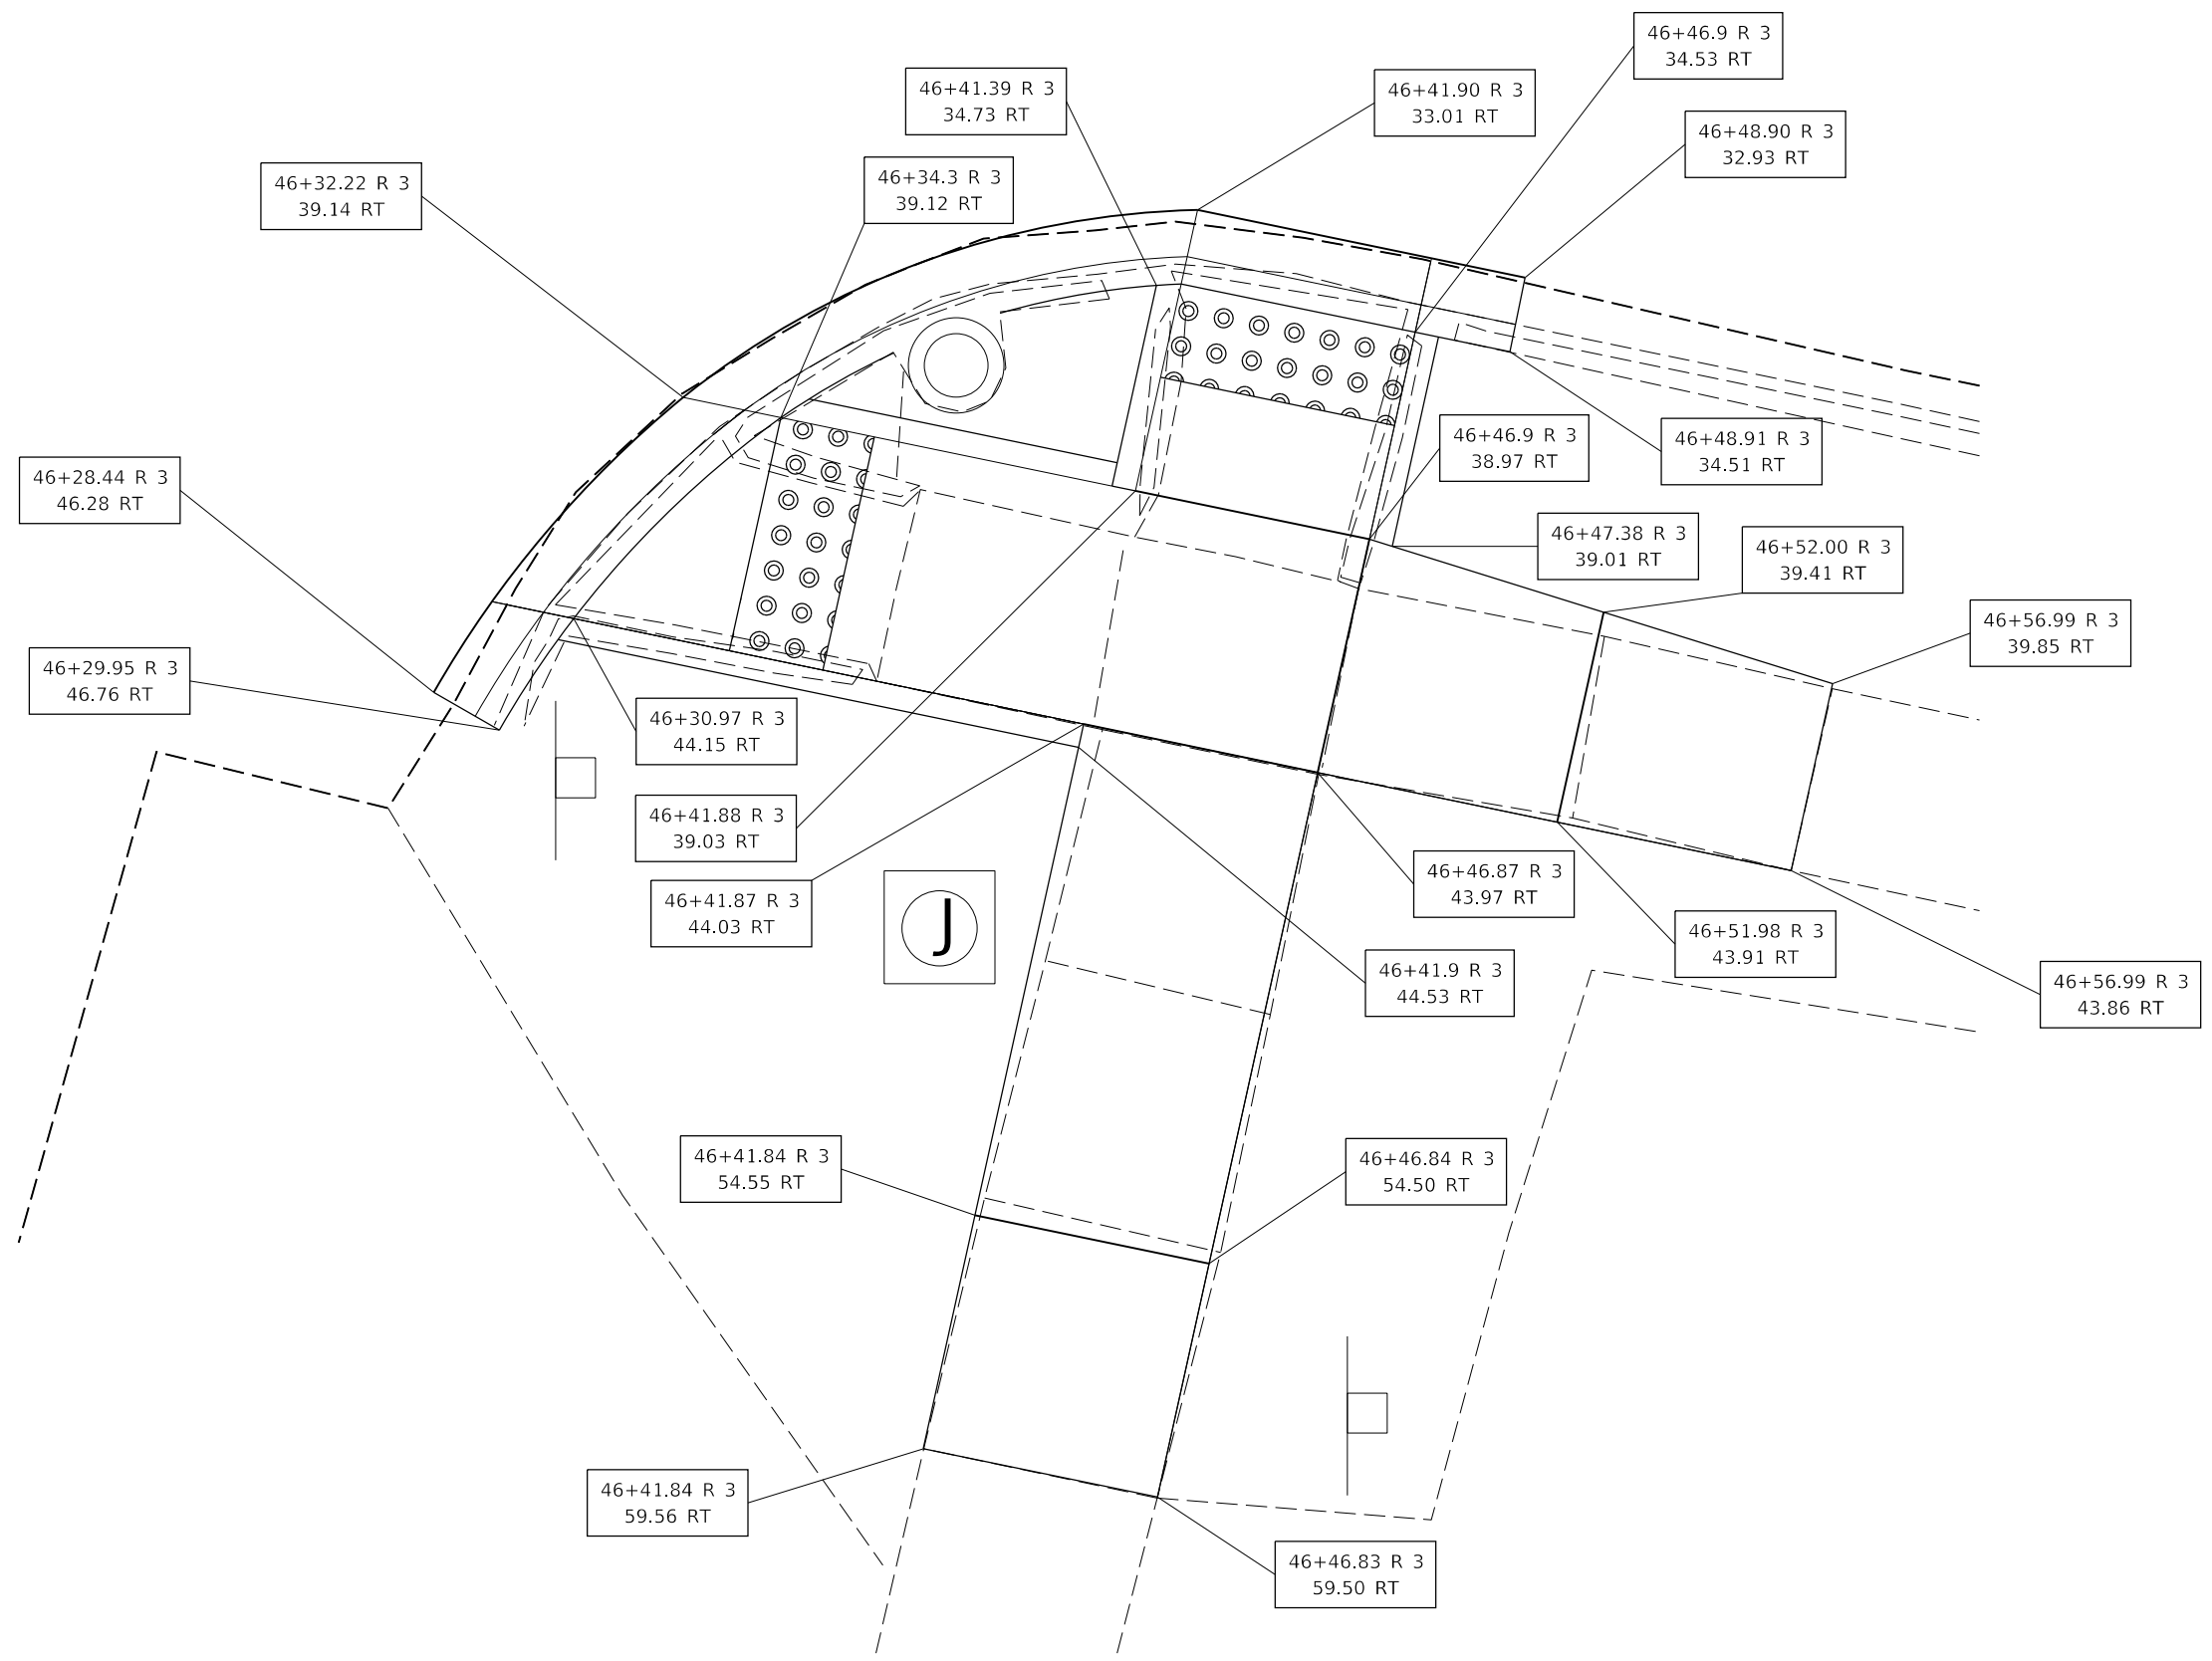 46+46.9 R 3
34.53 RT
46+41.39 R 3
34.73 RT
46+41.90 R 3
33.01 RT
46+48.90 R 3
32.93 RT
46+32.22 R 3
39.14 RT
46+34.3 R 3
39.12 RT
46+46.9 R 3
38.97 RT
46+48.91 R 3
34.51 RT
46+28.44 R 3
46.28 RT
46+47.38 R 3
39.01 RT
46+52.00 R 3
39.41 RT
46+56.99 R 3
39.85 RT
46+29.95 R 3
46.76 RT
46+30.97 R 3
44.15 RT
46+41.88 R 3
39.03 RT
46+41.87 R 3
44.03 RT
46+46.87 R 3
43.97 RT
J
46+51.98 R 3
43.91 RT
46+41.9 R 3
44.53 RT
46+56.99 R 3
43.86 RT
46+41.84 R 3
54.55 RT
46+46.84 R 3
54.50 RT
46+41.84 R 3
59.56 RT
46+46.83 R 3
59.50 RT